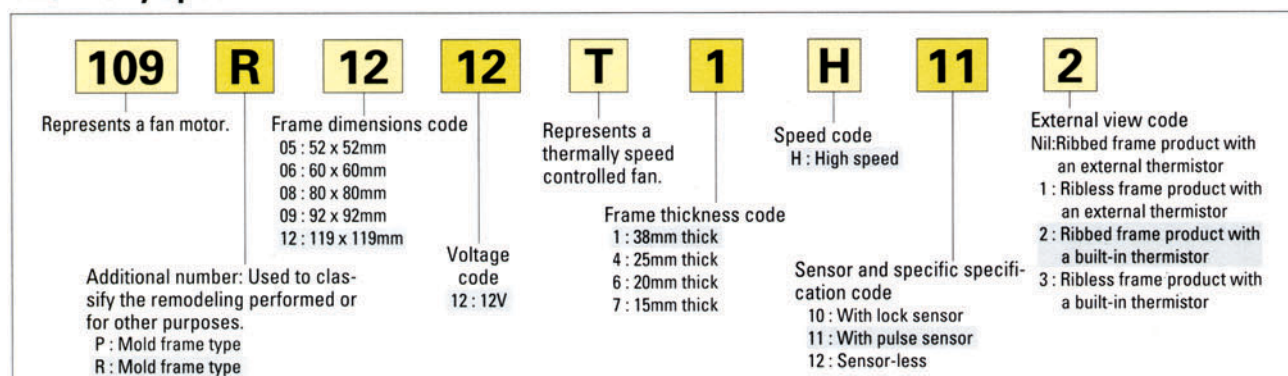 109 R 12 12 T 1 H 11 2
Represents a fan motor.
Additional number: Used to clas-
sify the remodeling performed or
for other purposes.
P : Mold frame type
R : Mold frame type
Frame dimensions code
05 : 52 x 52mm
06 : 60 x 60mm
08 : 80 x 80mm
09 : 92 x 92mm
12 : 119 x 119mm
Voltage
code
12 : 12V
Represents a
thermally speed
controlled fan.
Frame thickness code
1 : 38mm thick
4 : 25mm thick
6 : 20mm thick
7 : 15mm thick
Speed code
H : High speed
Sensor and specific specifi-
cation code
10 : With lock sensor
11 : With pulse sensor
12 : Sensor-less
External view code
Nil:Ribbed frame product with
an external thermistor
1 : Ribless frame product with
an external thermistor
2 : Ribbed frame product with
a built-in thermistor
3 : Ribless frame product with
a built-in thermistor